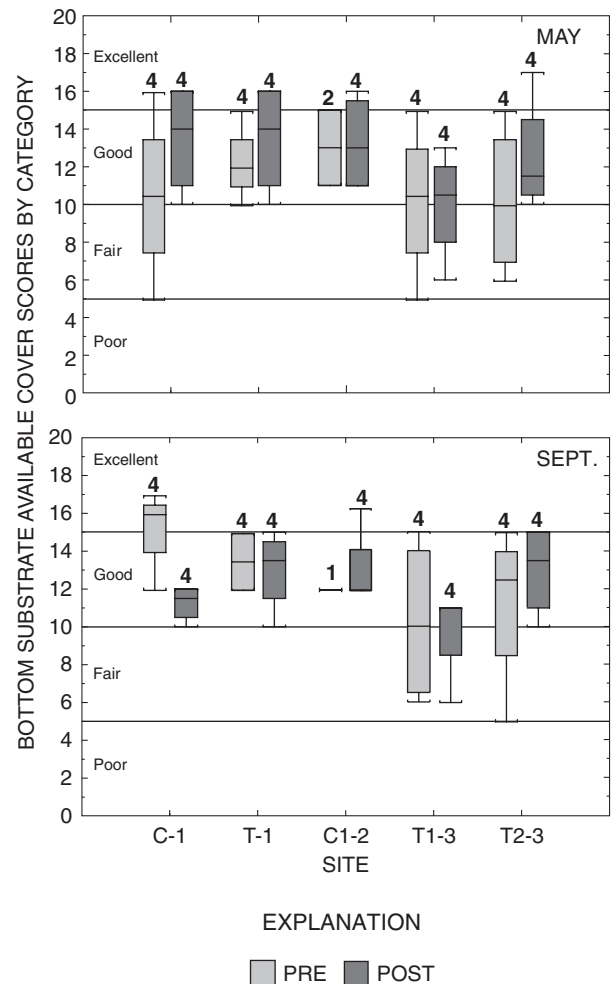 BOTTOM SUBSTRATE AVAILABLE COVER SCORES BY CATEGORY
MAY
20
18
16
14
12
10
8
6
4
2
0
Excellent
Good
Fair
Poor
4 4 4 4 2 4 4 4 4 4
SEPT.
20
18
16
14
12
10
8
6
4
2
0
Excellent
Good
Fair
Poor
4 4 4 4 1 4 4 4 4 4
C-1 T-1 C1-2 T1-3 T2-3
SITE
EXPLANATION
PRE POST